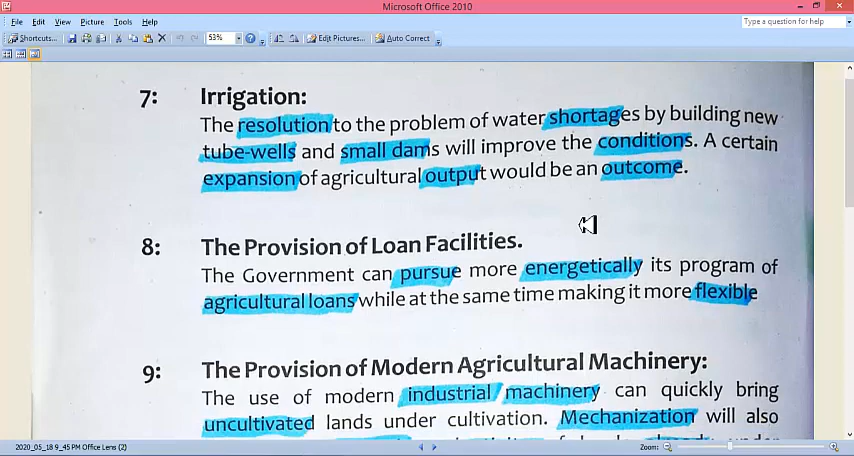 Microsoft Office 2010
File Edit View Picture Tools Help
Type a question for help
Shortcuts... 53% Edit Pictures... Auto Correct
7: Irrigation:
The resolution to the problem of water shortages by building new
tube-wells and small dams will improve the conditions. A certain
expansion of agricultural output would be an outcome.
8: The Provision of Loan Facilities.
The Government can pursue more energetically its program of
agricultural loans while at the same time making it more flexible
9: The Provision of Modern Agricultural Machinery:
The use of modern industrial machinery can quickly bring
uncultivated lands under cultivation. Mechanization will also
2020_05_18 9_45 PM Office Lens (2)
Zoom: